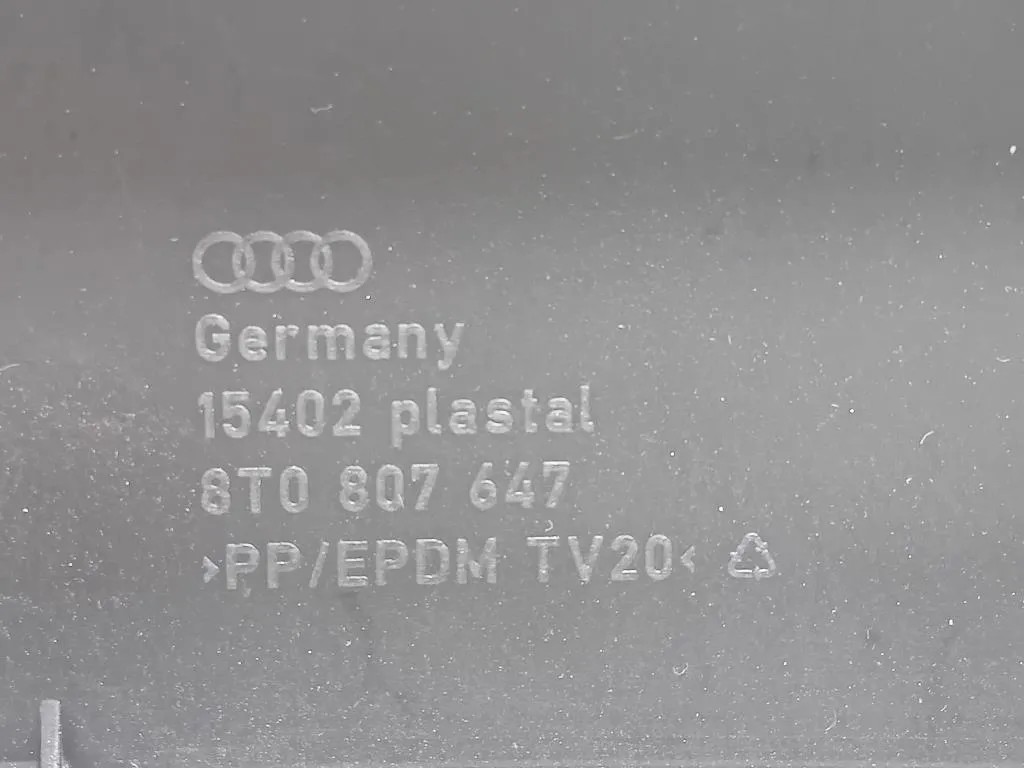 Germany
15402 plastal
8T0 807 647
>PP/EPDM TV20<